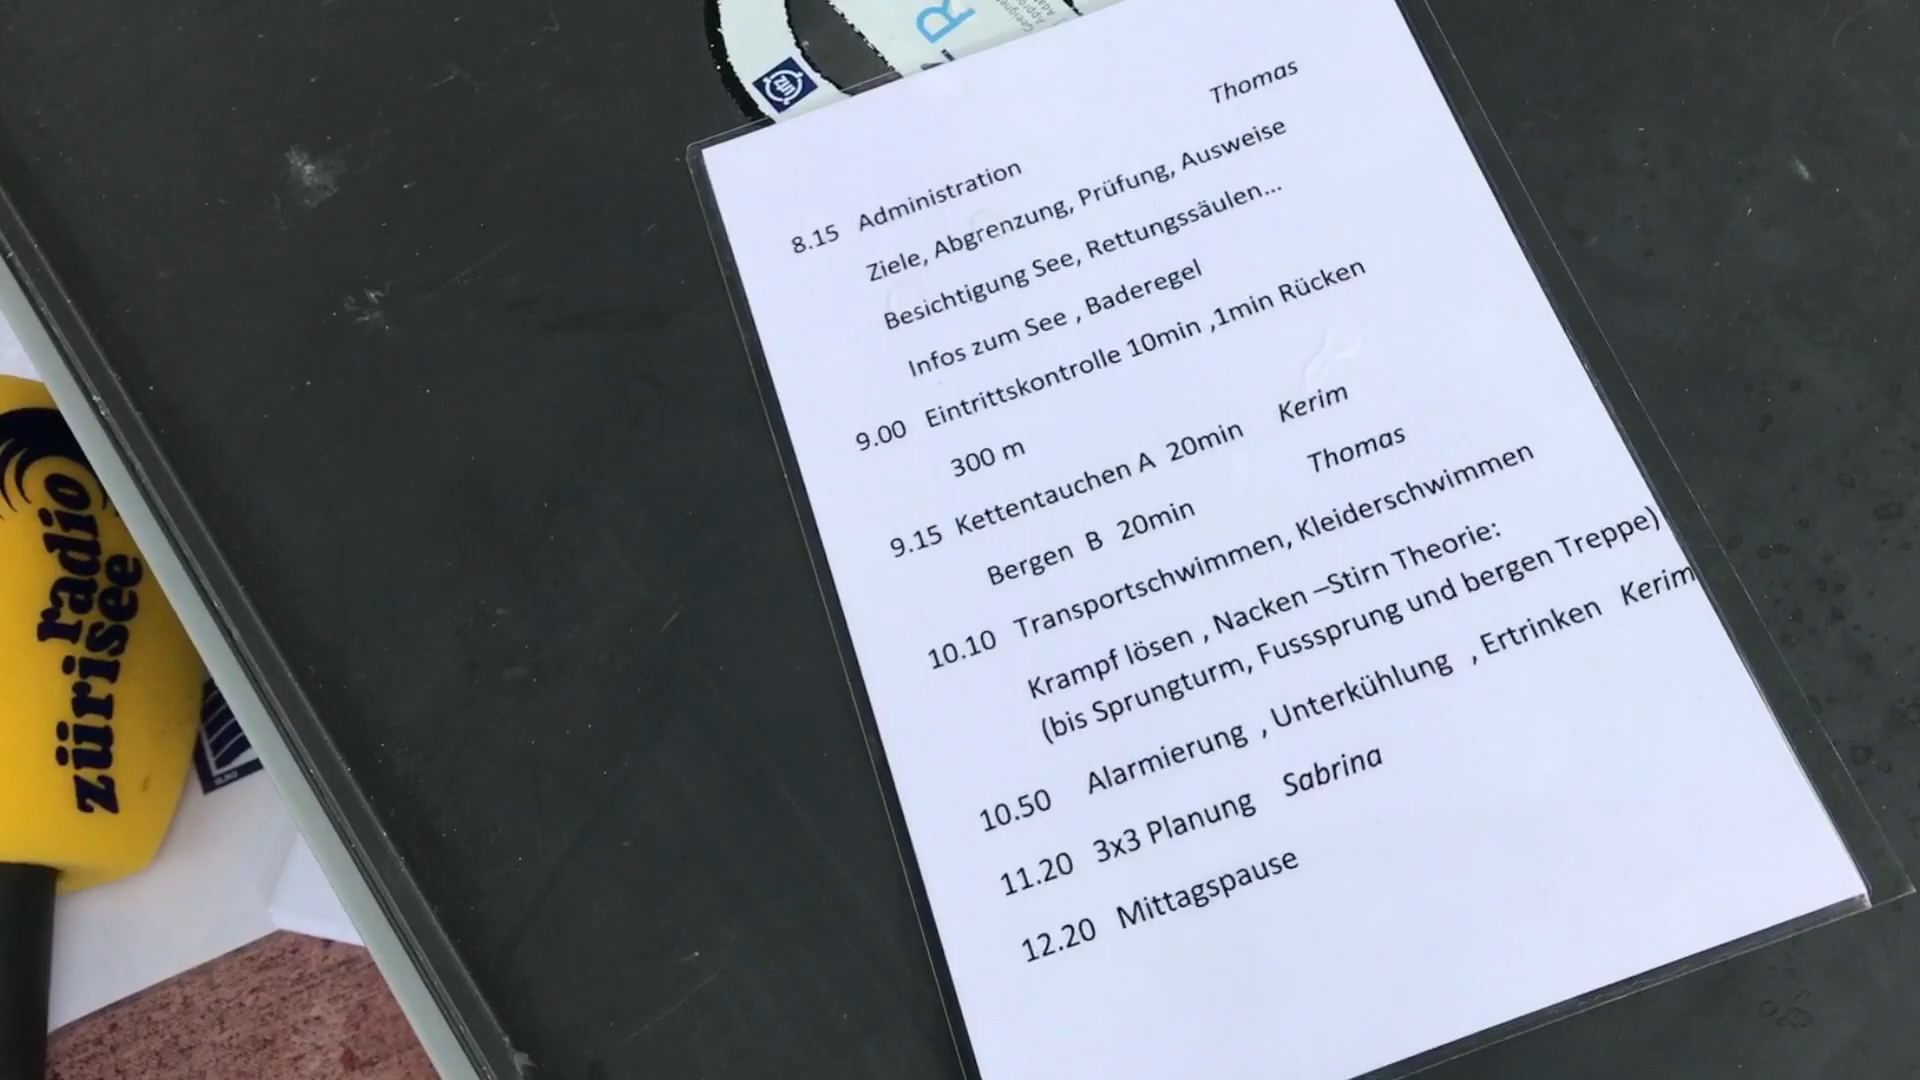 Thomas
8.15 Administration
Ziele, Abgrenzung, Prüfung, Ausweise
Besichtigung See, Rettungssäulen...
Infos zum See , Baderegel
9.00 Eintrittskontrolle 10min ,1min Rücken
300 m
9.15 Kettentauchen A 20min Kerim
Bergen B 20min Thomas
10.10 Transportschwimmen, Kleiderschwimmen
Krampf lösen , Nacken –Stirn Theorie:
(bis Sprungturm, Fusssprung und bergen Treppe)
10.50 Alarmierung , Unterkühlung , Ertrinken Kerim
11.20 3x3 Planung Sabrina
12.20 Mittagspause
radio
zürisee